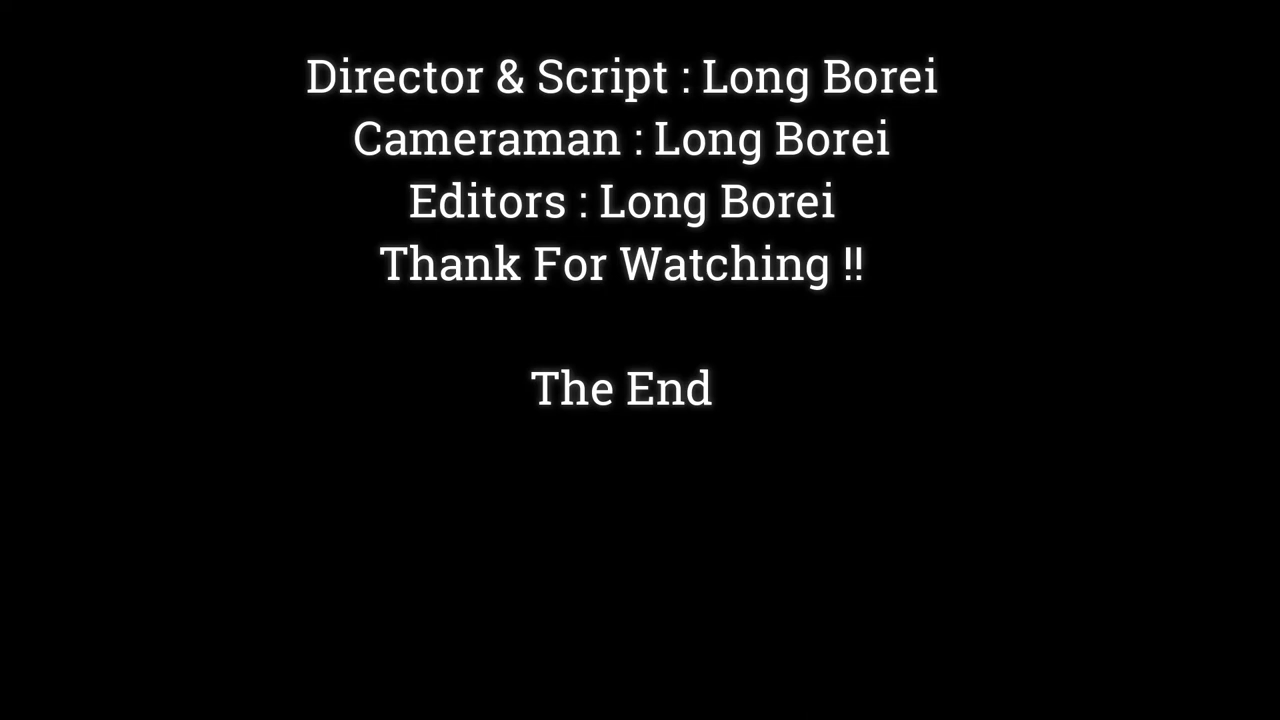 Director & Script : Long Borei
Cameraman : Long Borei
Editors : Long Borei
Thank For Watching !!
The End